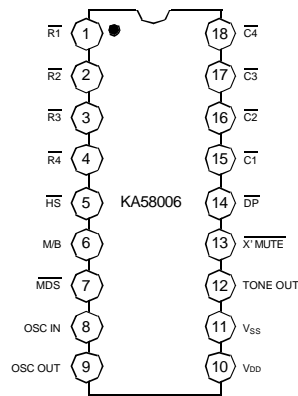 R1 1 18 C4
R2 2 17 C3
R3 3 16 C2
R4 4 15 C1
HS 5 KA58006 14 DP
M/B 6 13 X' MUTE
MDS 7 12 TONE OUT
OSC IN 8 11 VSS
OSC OUT 9 10 VDD